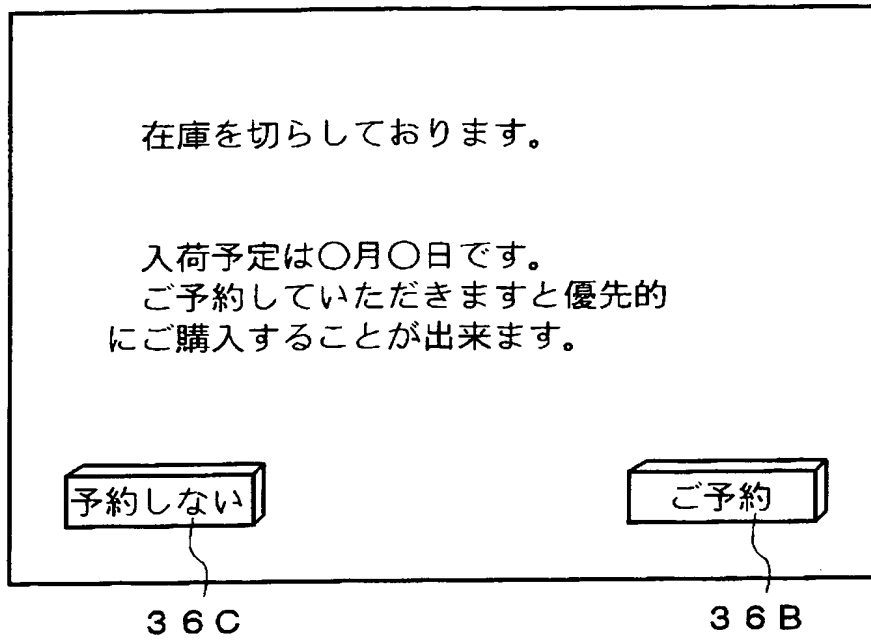 在庫を切らしております。
入荷予定は〇月〇日です。
ご予約していただきますと優先的
にご購入することが出来ます。
予約しない
ご予約
36C
36B